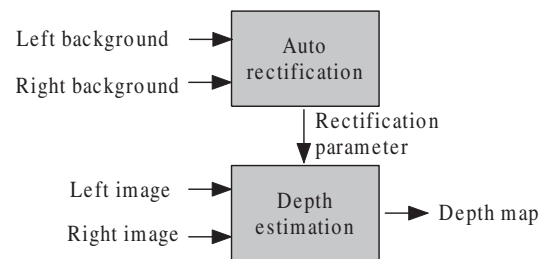 Left background
Right background
Auto
rectification
Rectification
parameter
Left image
Right image
Depth
estimation
Depth map